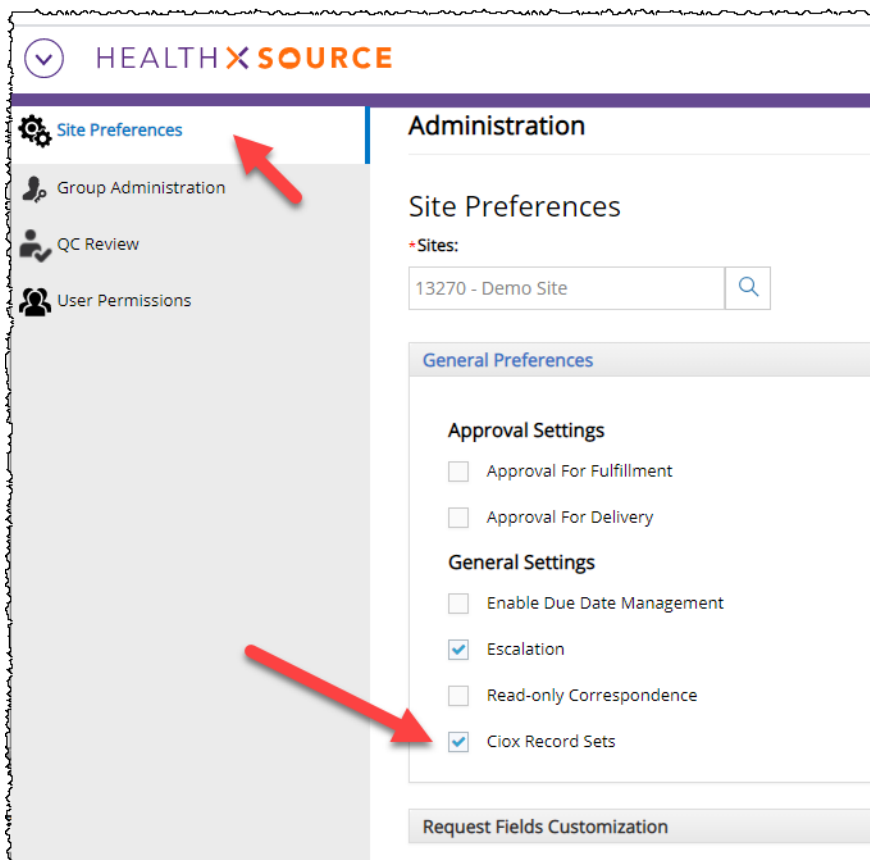 HEALTHXSOURCE
Site Preferences
Group Administration
QC Review
User Permissions
Administration
Site Preferences
*Sites:
13270 - Demo Site
General Preferences
Approval Settings
Approval For Fulfillment
Approval For Delivery
General Settings
Enable Due Date Management
Escalation
Read-only Correspondence
Ciox Record Sets
Request Fields Customization